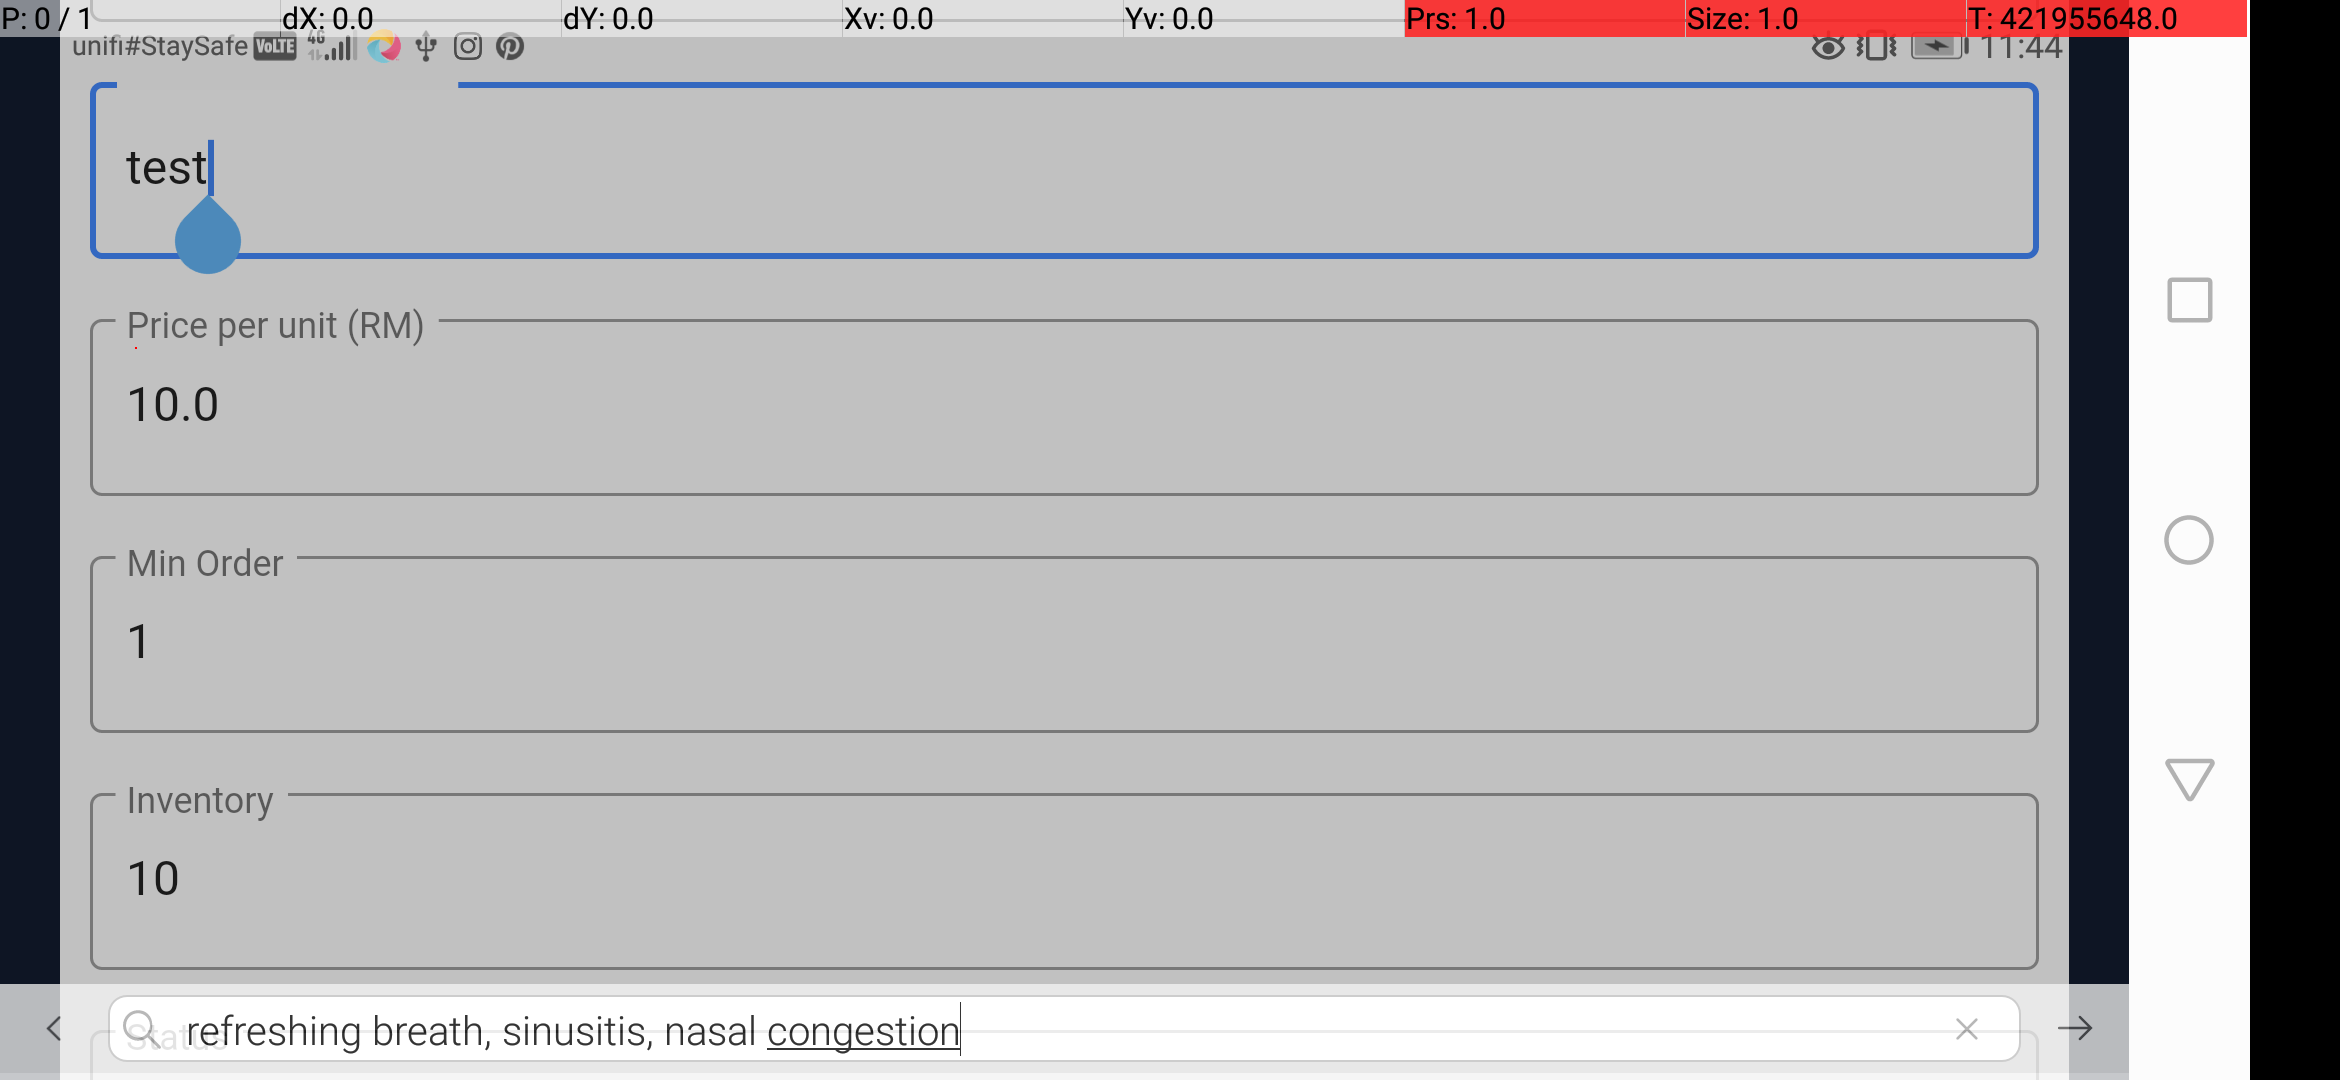 P: 0 / 1 dX: 0.0 dY: 0.0 Xv: 0.0 Yv: 0.0 Prs: 1.0 Size: 1.0 T: 421955648.0
unifi#StaySafe VoLTE 4G 11:44
test
Price per unit (RM)
10.0
Min Order
1
Inventory
10
Status
refreshing breath, sinusitis, nasal congestion